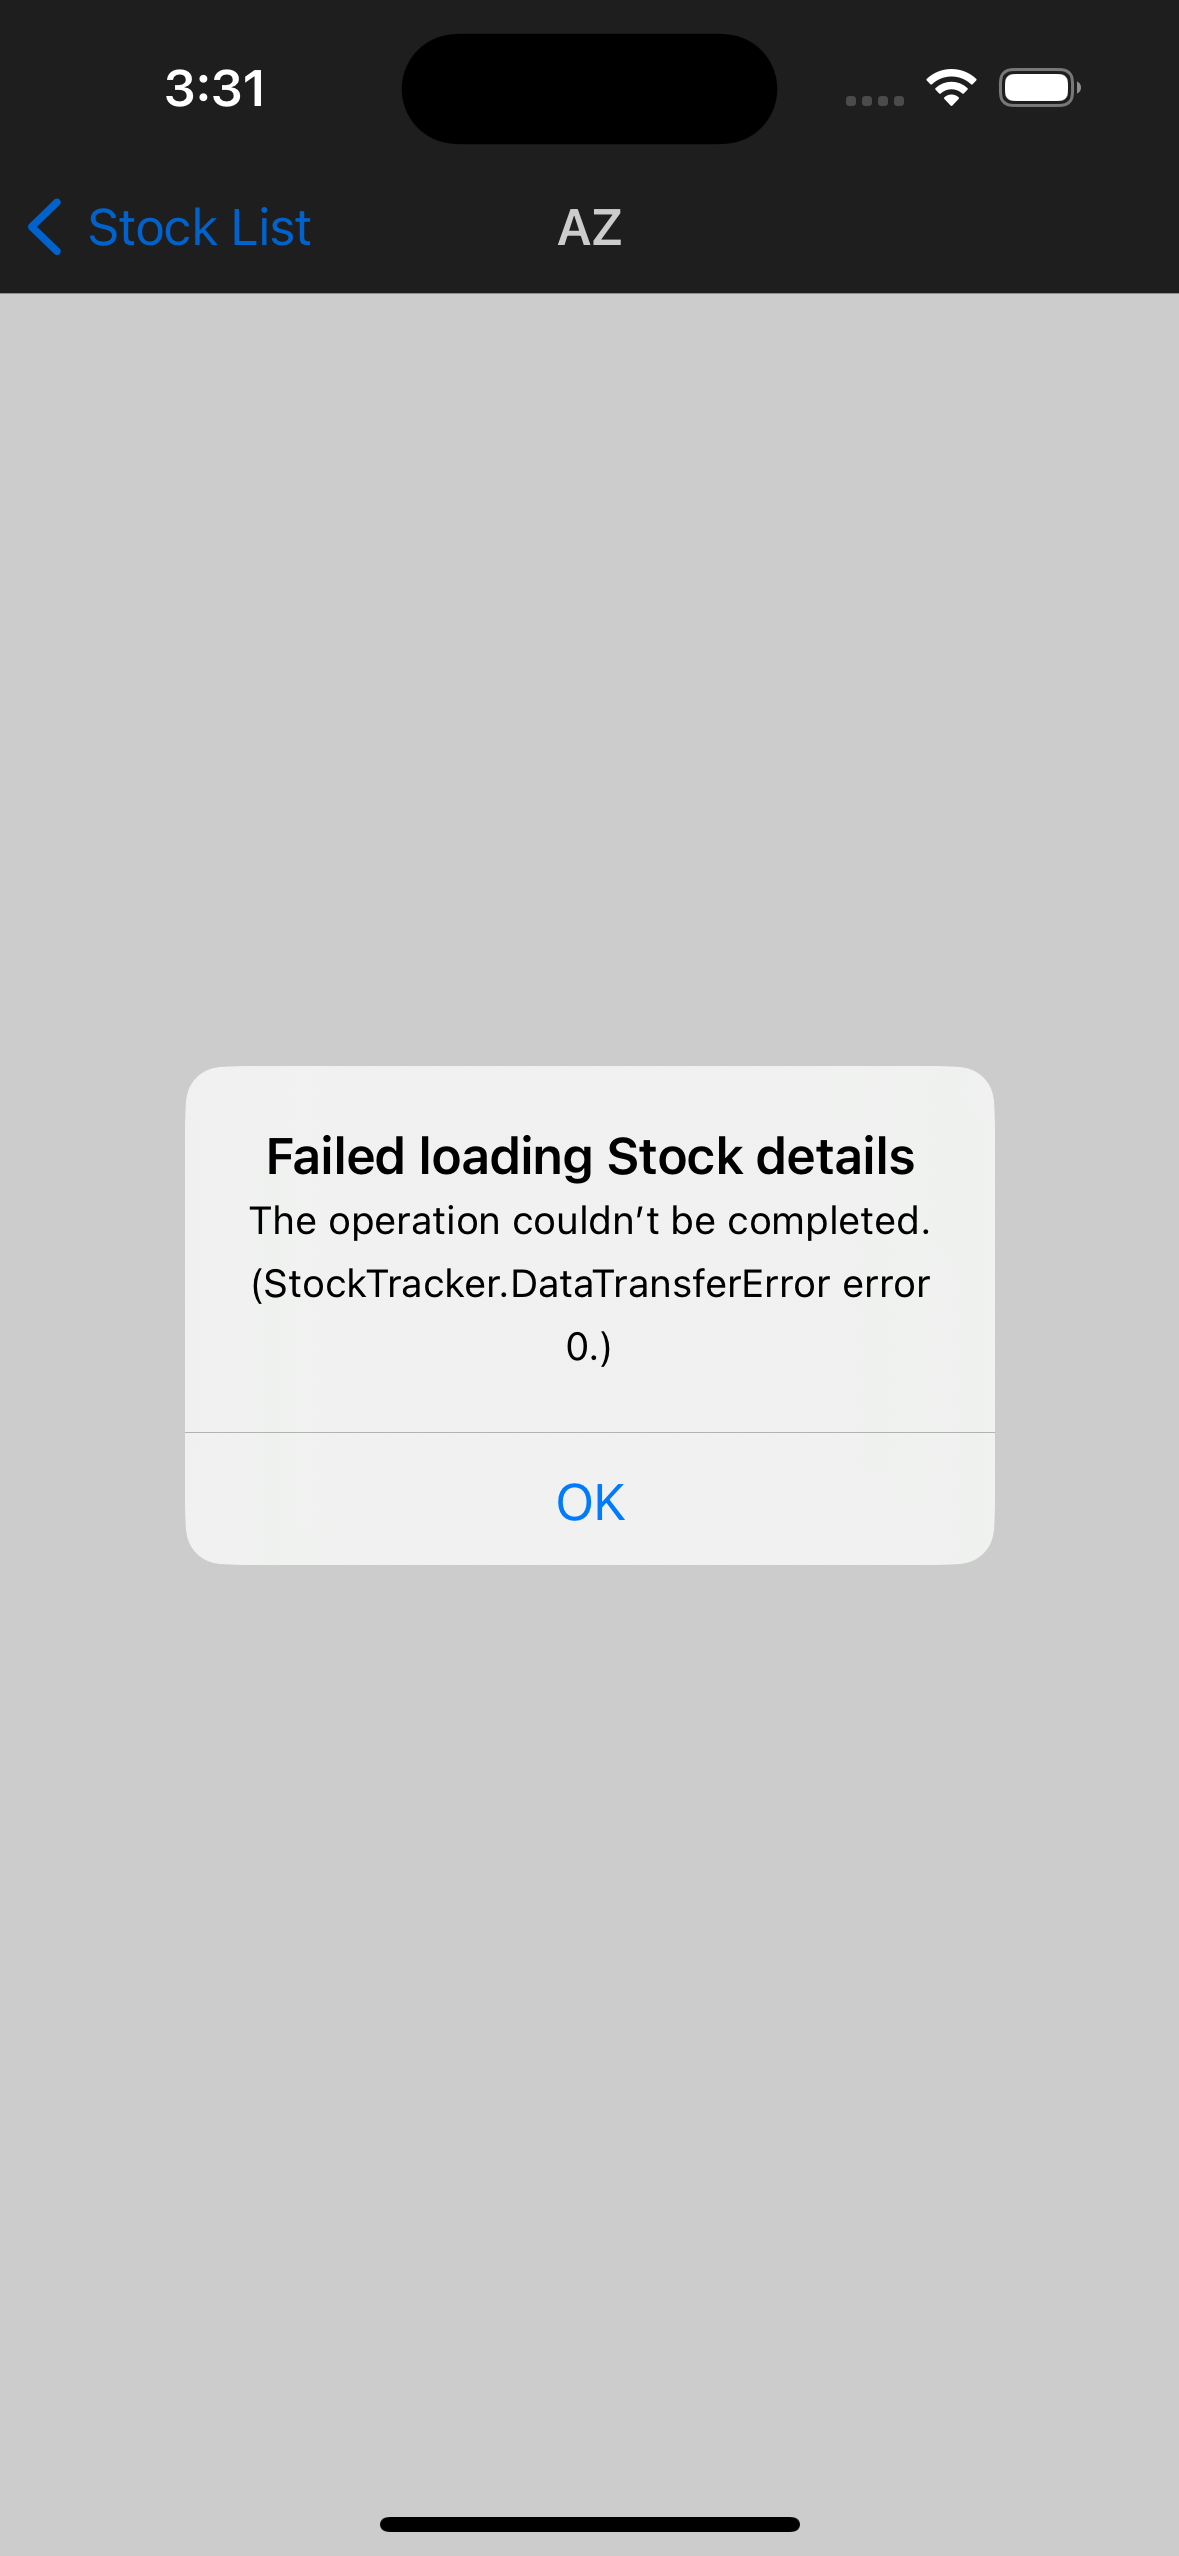 3:31
Stock List
AZ
Failed loading Stock details
The operation couldn’t be completed.
(StockTracker.DataTransferError error
0.)
OK